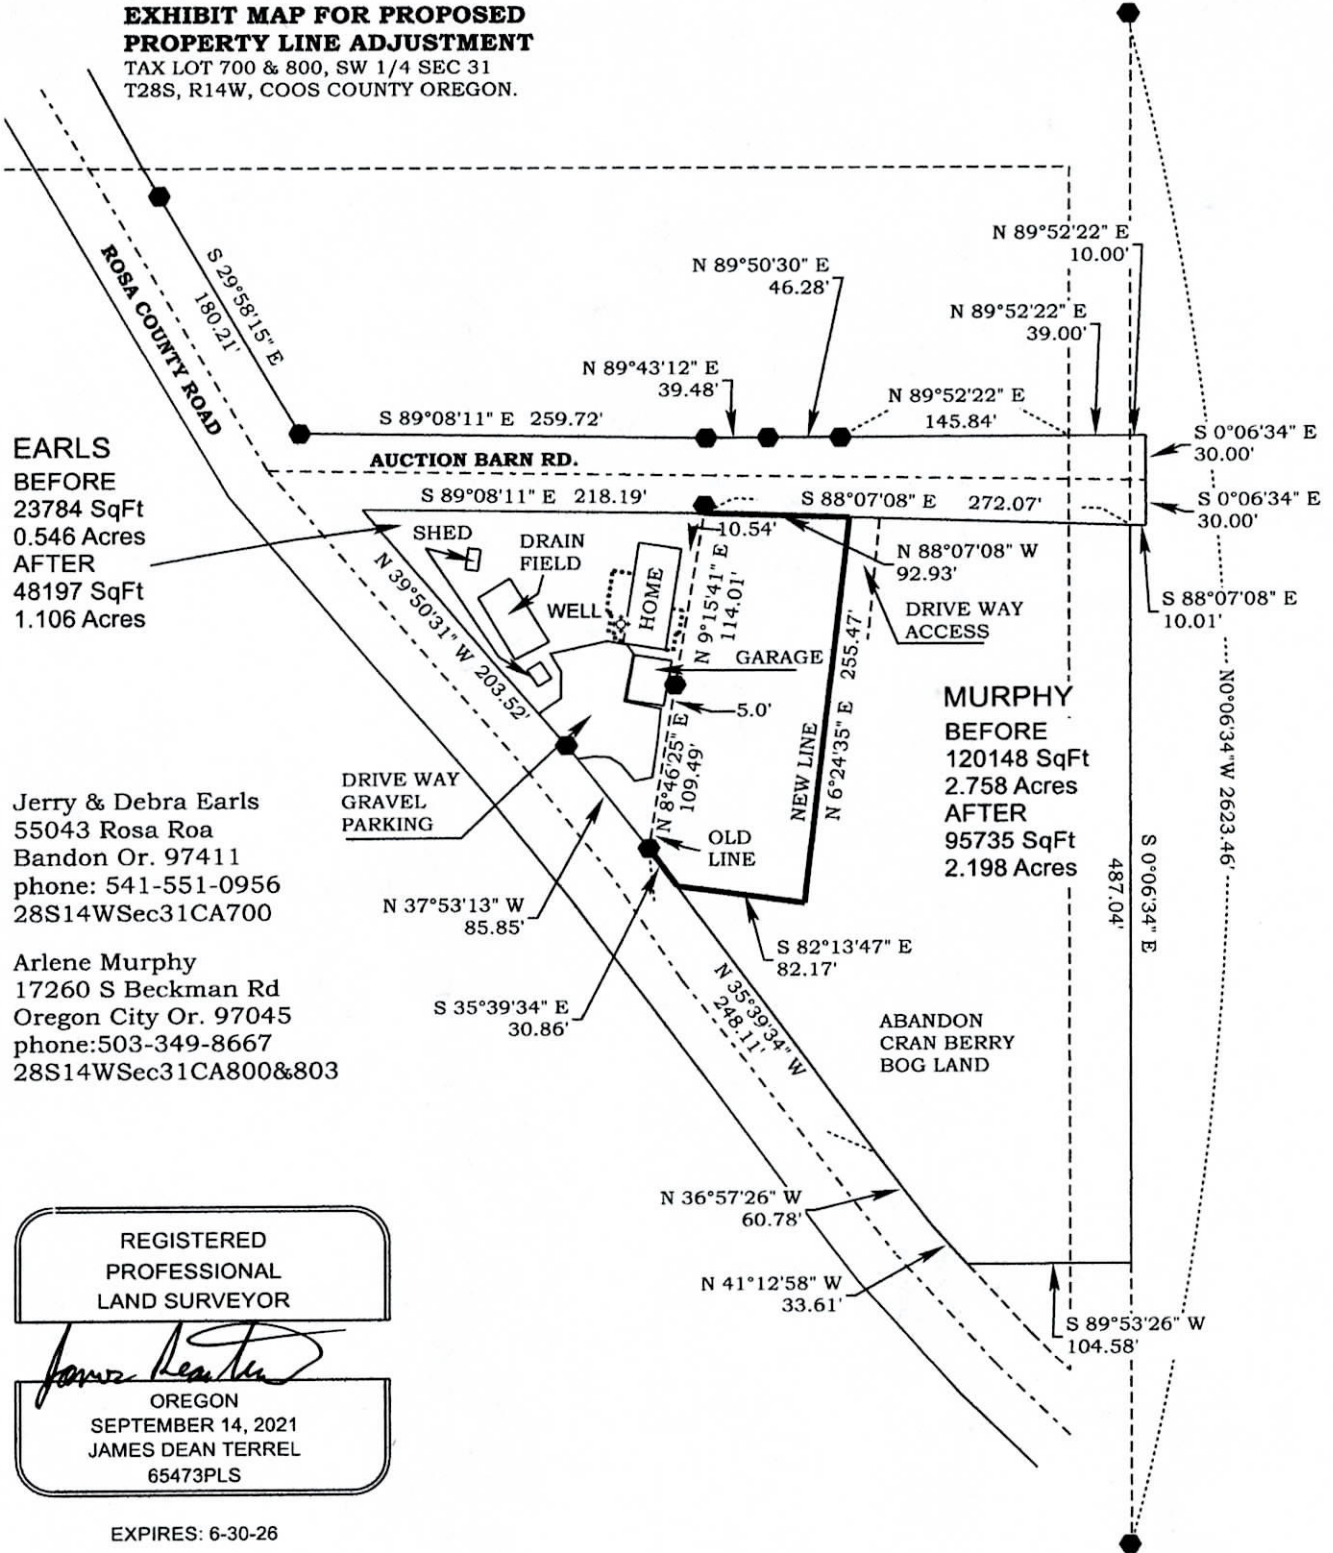 EXHIBIT MAP FOR PROPOSED
PROPERTY LINE ADJUSTMENT
TAX LOT 700 & 800, SW 1/4 SEC 31
T28S, R14W, COOS COUNTY OREGON.
S 29°58'15" E
180.21'
ROSA COUNTY ROAD
N 89°52'22" E
10.00'
N 89°50'30" E
46.28'
N 89°52'22" E
39.00'
N 89°43'12" E
39.48'
N 89°52'22" E
145.84'
S 89°08'11" E 259.72'
S 0°06'34" E
30.00'
AUCTION BARN RD.
S 89°08'11" E 218.19'
S 88°07'08" E 272.07'
S 0°06'34" E
30.00'
EARLS
BEFORE
23784 SqFt
0.546 Acres
AFTER
48197 SqFt
1.106 Acres
SHED
DRAIN
FIELD
WELL
HOME
10.54'
N 9°15'41" E
114.01'
N 88°07'08" W
92.93'
DRIVE WAY
ACCESS
S 88°07'08" E
10.01'
N 39°50'31" W 203.52'
GARAGE
5.0'
N 8°46'25" E
109.49'
NEW LINE
N 6°24'35" E 255.47'
MURPHY
BEFORE
120148 SqFt
2.758 Acres
AFTER
95735 SqFt
2.198 Acres
N0°06'34"W 2623.46'
S 0°06'34" E
487.04'
DRIVE WAY
GRAVEL
PARKING
OLD
LINE
Jerry & Debra Earls
55043 Rosa Roa
Bandon Or. 97411
phone: 541-551-0956
28S14WSec31CA700
N 37°53'13" W
85.85'
S 82°13'47" E
82.17'
Arlene Murphy
17260 S Beckman Rd
Oregon City Or. 97045
phone:503-349-8667
28S14WSec31CA800&803
S 35°39'34" E
30.86'
N 35°39'34" W
248.11'
ABANDON
CRAN BERRY
BOG LAND
N 36°57'26" W
60.78'
N 41°12'58" W
33.61'
S 89°53'26" W
104.58'
REGISTERED
PROFESSIONAL
LAND SURVEYOR
OREGON
SEPTEMBER 14, 2021
JAMES DEAN TERREL
65473PLS
EXPIRES: 6-30-26